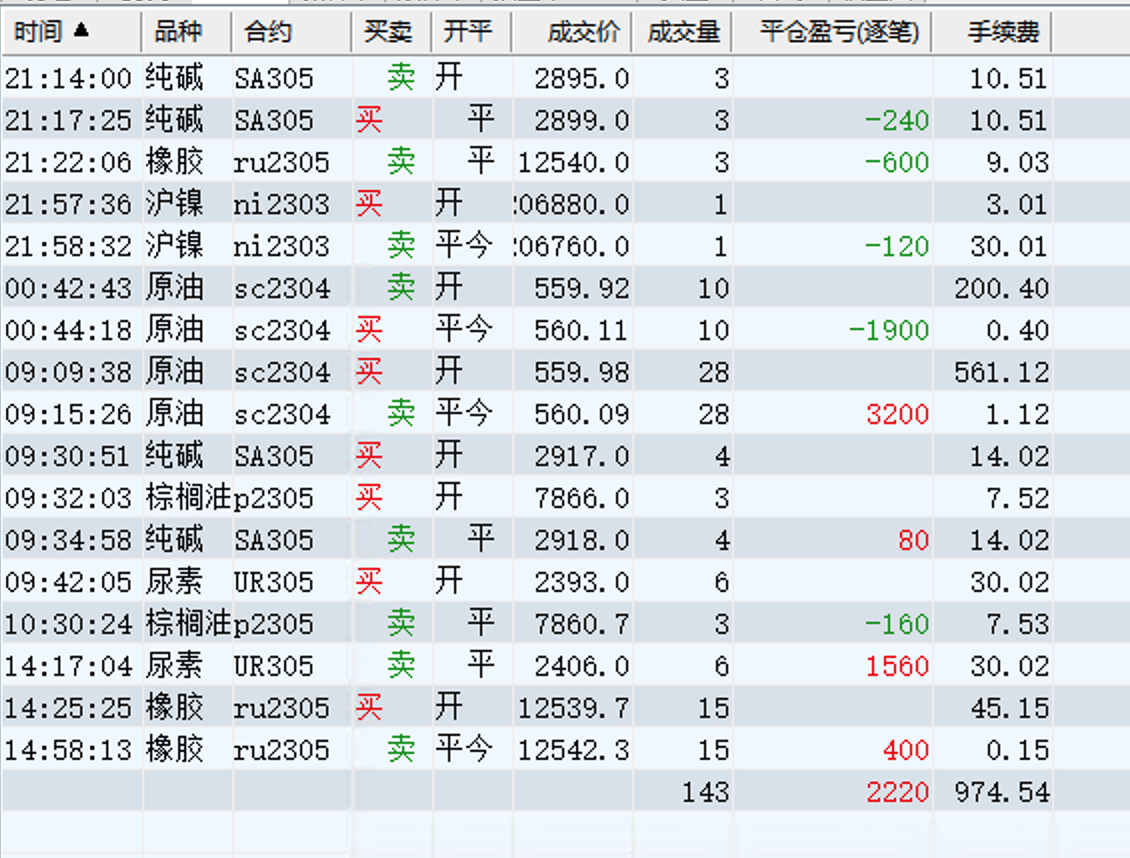 时间 ▲ 品种 合约 买卖 开平 成交价 成交量 平仓盈亏(逐笔) 手续费
21:14:00 纯碱 SA305 卖 开 2895.0 3 10.51
21:17:25 纯碱 SA305 买 平 2899.0 3 -240 10.51
21:22:06 橡胶 ru2305 卖 平 12540.0 3 -600 9.03
21:57:36 沪镍 ni2303 买 开 06880.0 1 3.01
21:58:32 沪镍 ni2303 卖 平今 06760.0 1 -120 30.01
00:42:43 原油 sc2304 卖 开 559.92 10 200.40
00:44:18 原油 sc2304 买 平今 560.11 10 -1900 0.40
09:09:38 原油 sc2304 买 开 559.98 28 561.12
09:15:26 原油 sc2304 卖 平今 560.09 28 3200 1.12
09:30:51 纯碱 SA305 买 开 2917.0 4 14.02
09:32:03 棕榈油 p2305 买 开 7866.0 3 7.52
09:34:58 纯碱 SA305 卖 平 2918.0 4 80 14.02
09:42:05 尿素 UR305 买 开 2393.0 6 30.02
10:30:24 棕榈油 p2305 卖 平 7860.7 3 -160 7.53
14:17:04 尿素 UR305 卖 平 2406.0 6 1560 30.02
14:25:25 橡胶 ru2305 买 开 12539.7 15 45.15
14:58:13 橡胶 ru2305 卖 平今 12542.3 15 400 0.15
143 2220 974.54